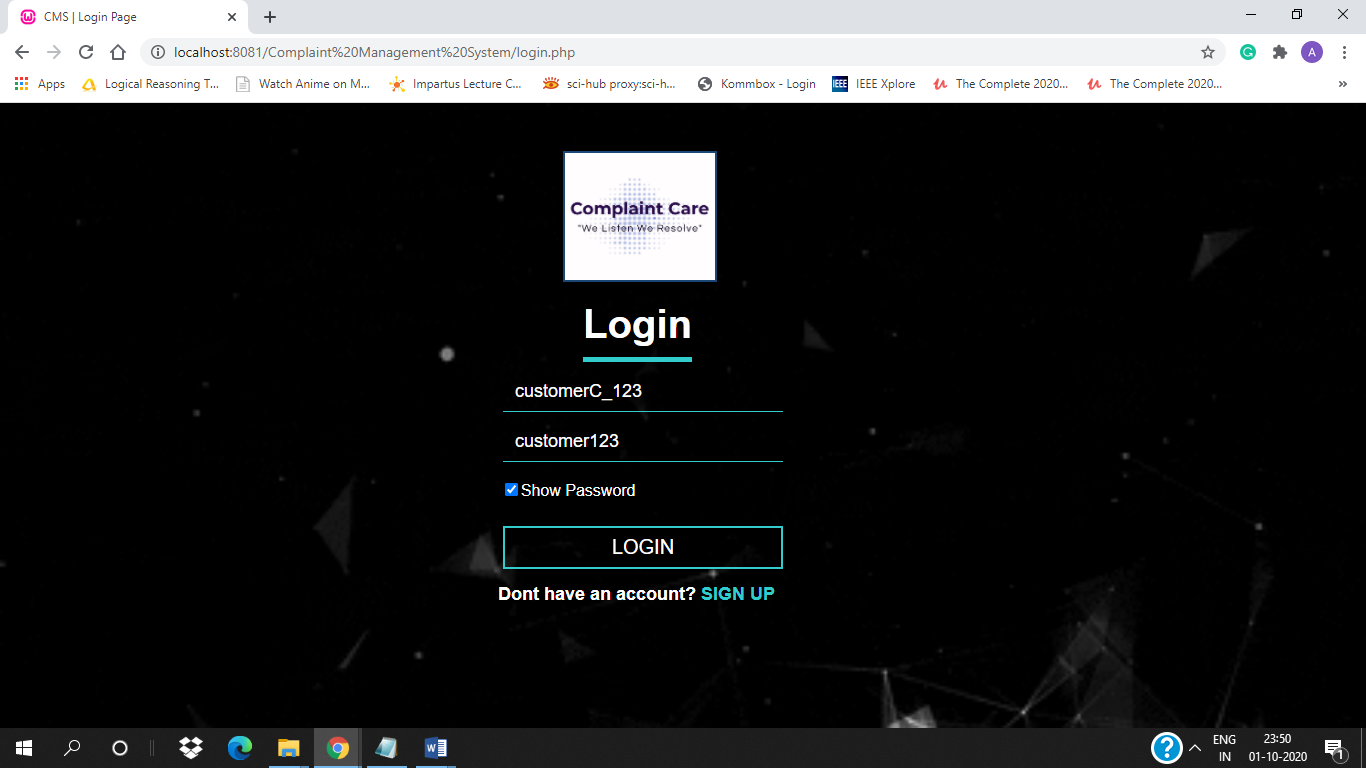 CMS | Login Page
localhost:8081/Complaint%20Management%20System/login.php
Apps
Logical Reasoning T...
Watch Anime on M...
Impartus Lecture C...
sci-hub proxy:sci-h...
Kommbox - Login
IEEE
IEEE Xplore
The Complete 2020...
The Complete 2020...
A
Complaint Care
"We Listen We Resolve"
Login
customerC_123
customer123
Show Password
LOGIN
Dont have an account? SIGN UP
ENG
IN
23:50
01-10-2020
1